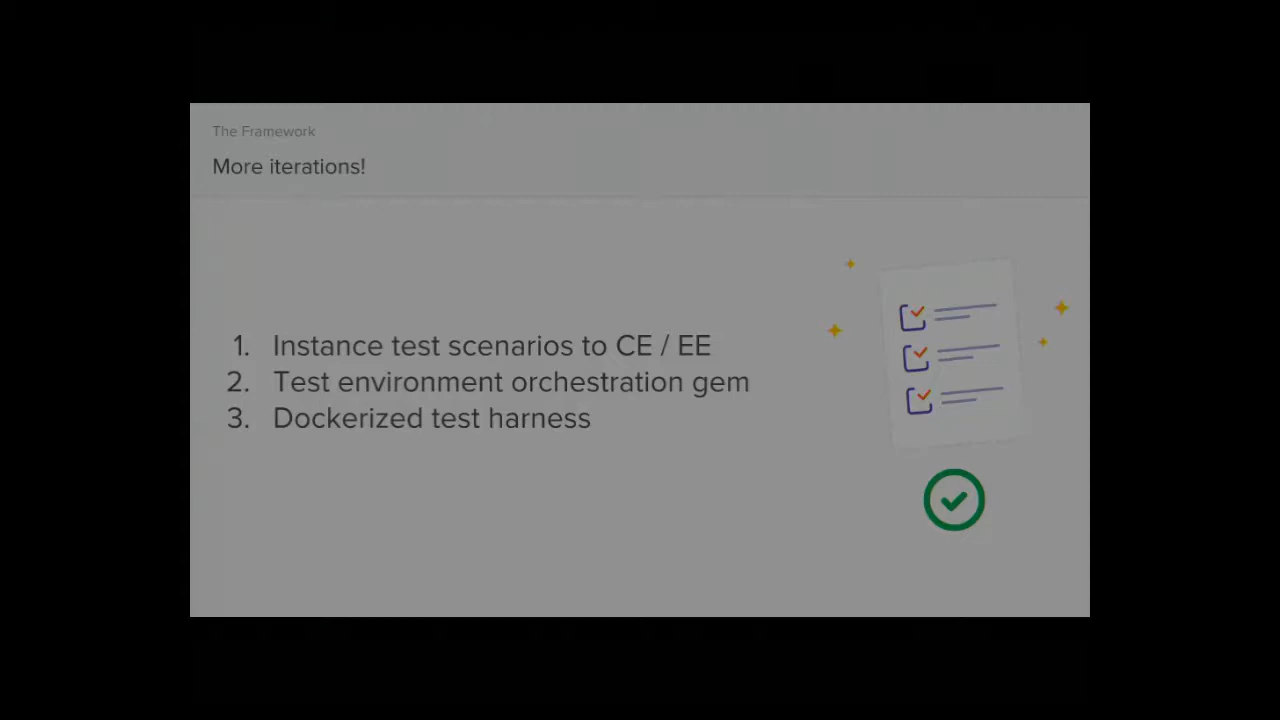 The Framework
More iterations!
1. Instance test scenarios to CE / EE
2. Test environment orchestration gem
3. Dockerized test harness